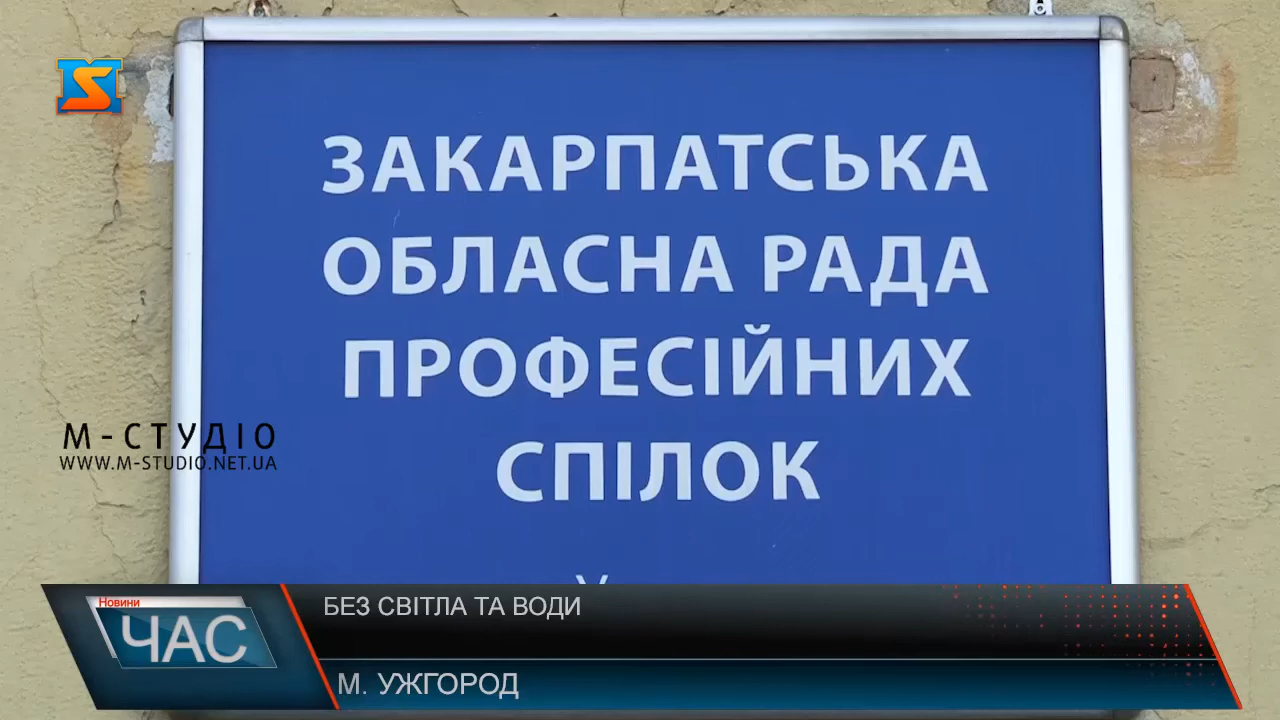 ЗАКАРПАТСЬКА
ОБЛАСНА РАДА
ПРОФЕСІЙНИХ
СПІЛОК
М-СТУДІО
WWW.M-STUDIO.NET.UA
Новини
ЧАС
БЕЗ СВІТЛА ТА ВОДИ
М. УЖГОРОД